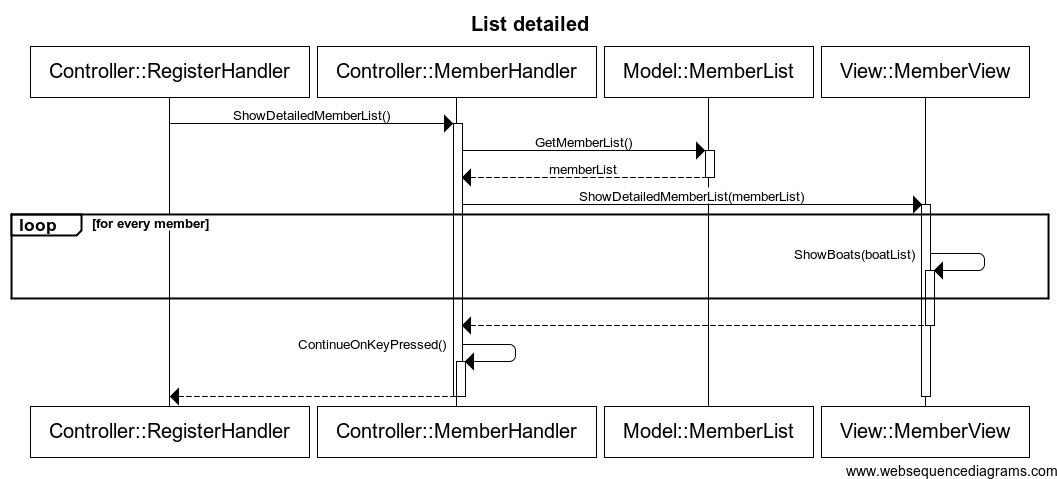 List detailed
Controller::RegisterHandler Controller::MemberHandler Model::MemberList View::MemberView
ShowDetailedMemberList()
GetMemberList()
memberList
ShowDetailedMemberList(memberList)
loop [for every member]
ShowBoats(boatList)
ContinueOnKeyPressed()
Controller::RegisterHandler Controller::MemberHandler Model::MemberList View::MemberView
www.websequencediagrams.com